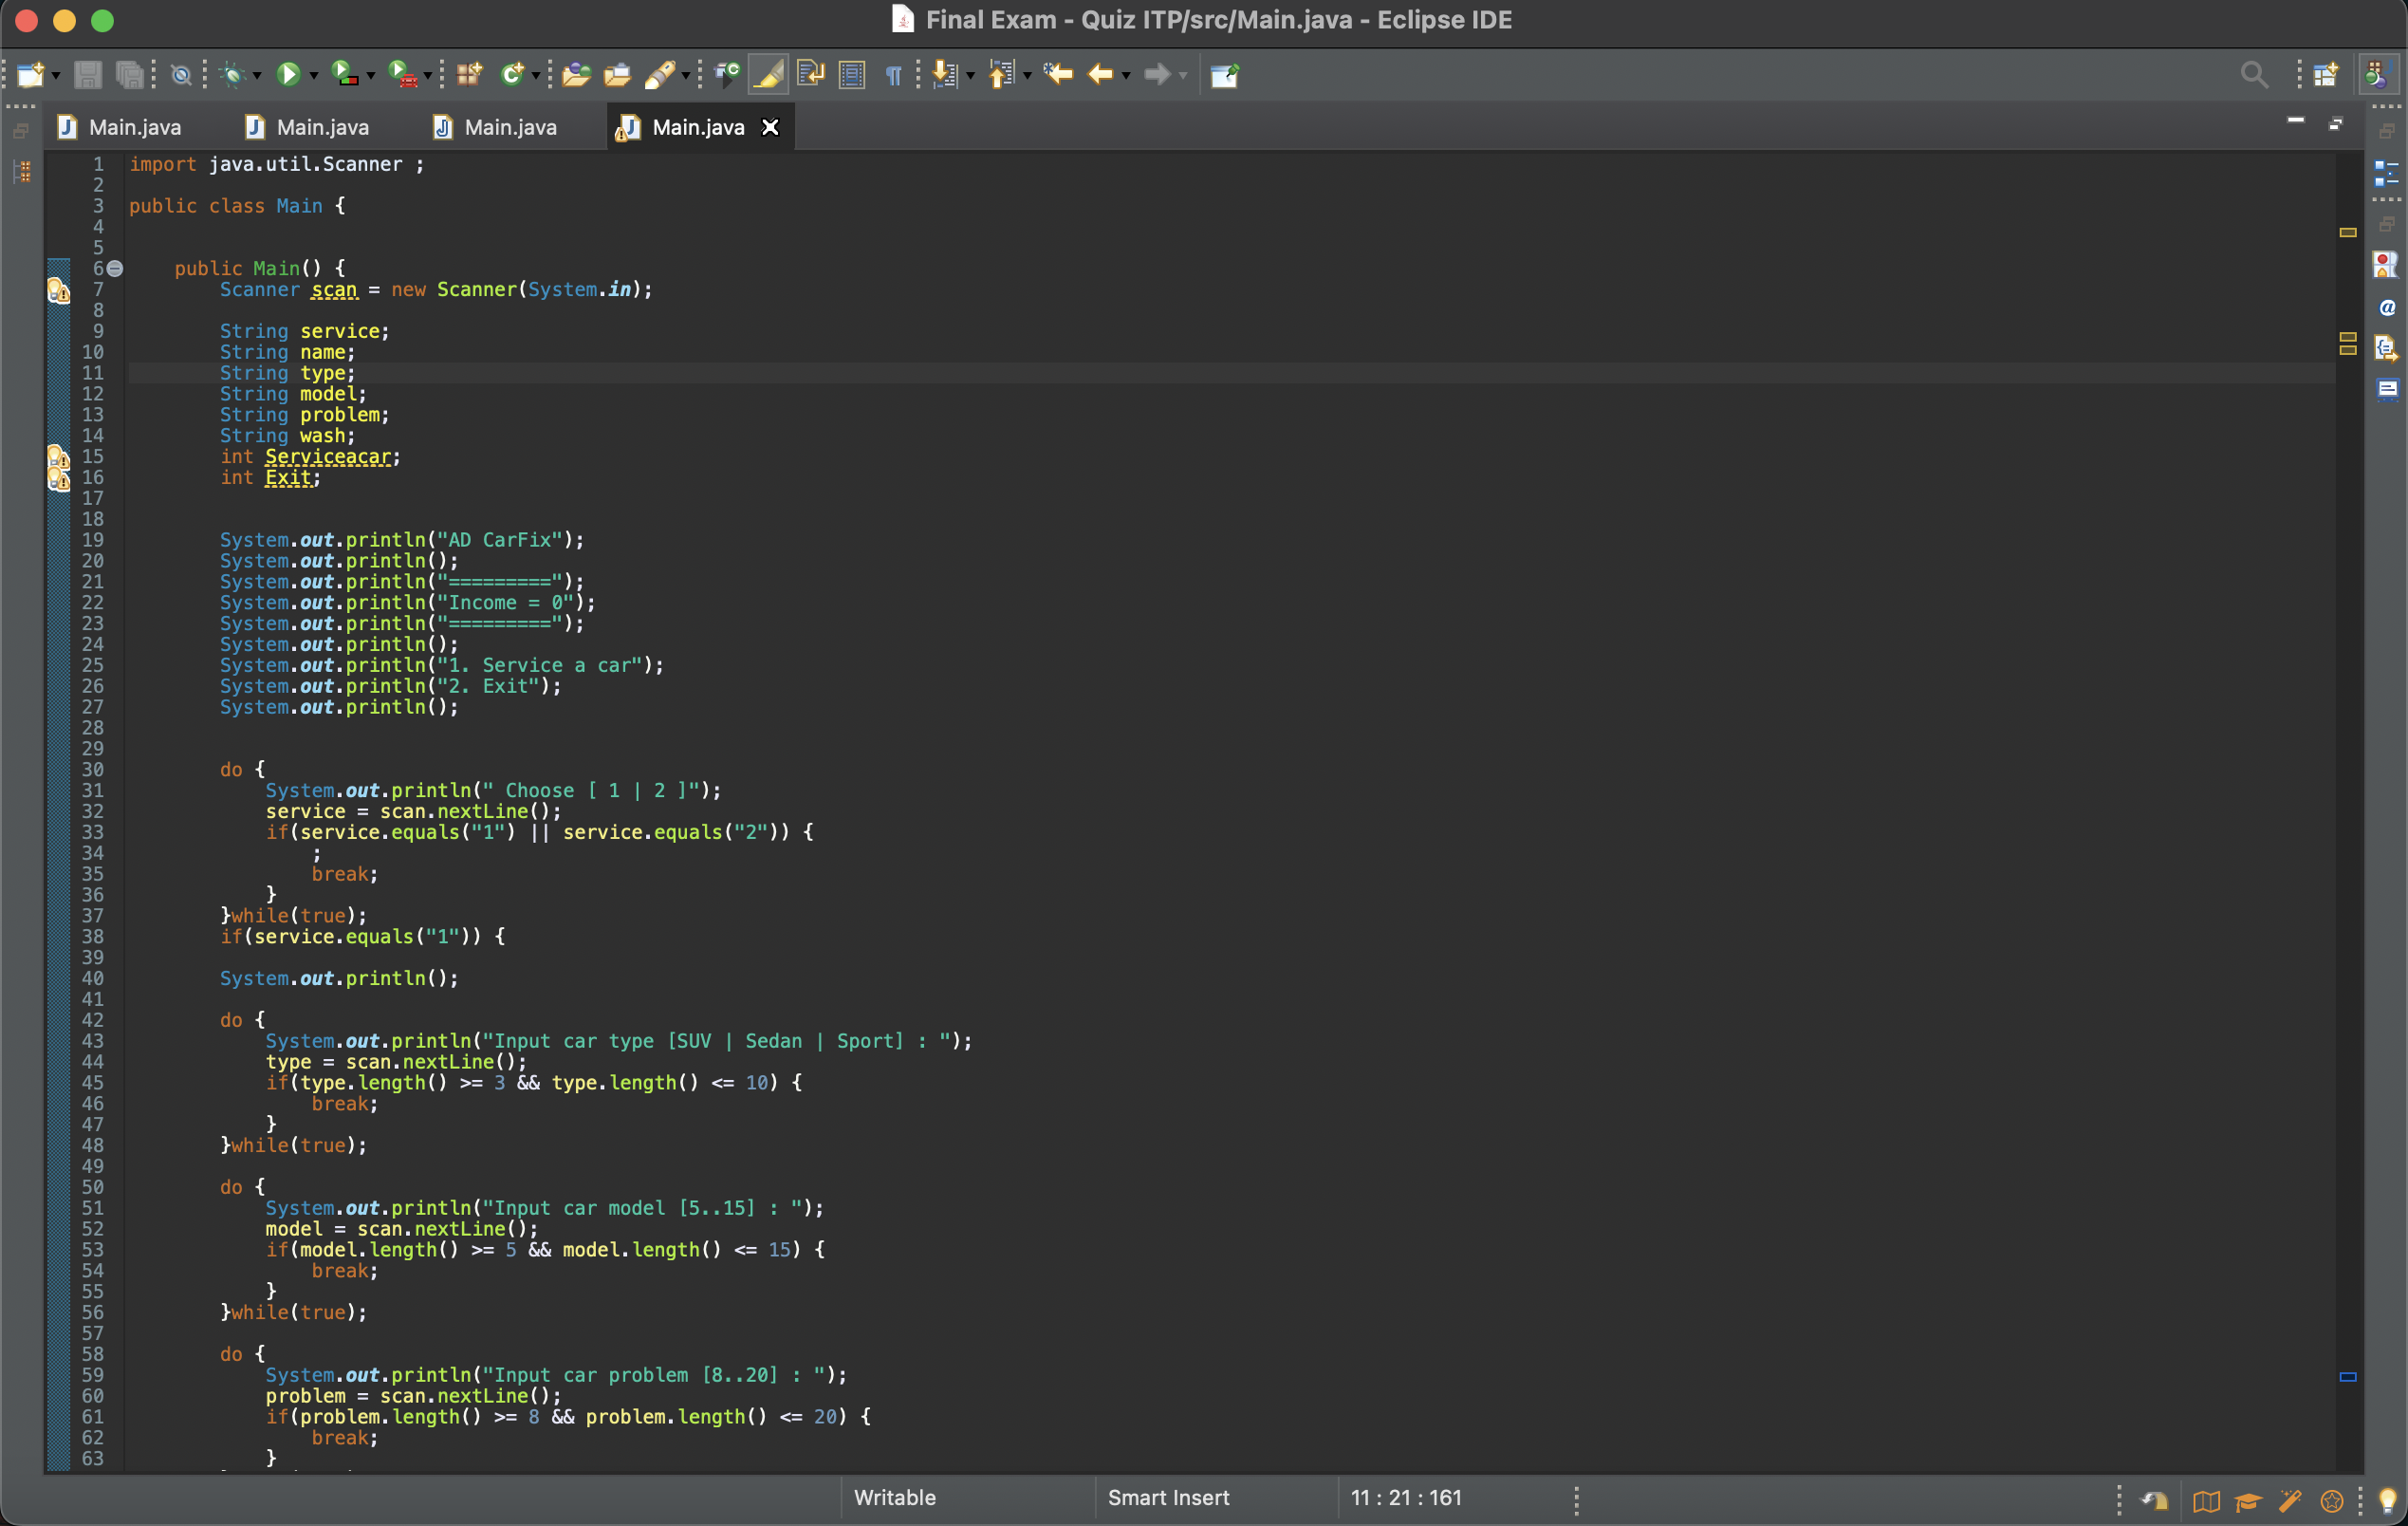 Final Exam - Quiz ITP/src/Main.java - Eclipse IDE
Main.java Main.java Main.java Main.java
1 import java.util.Scanner ;
2
3 public class Main {
4
5
6 public Main() {
7 Scanner scan = new Scanner(System.in);
8
9 String service;
10 String name;
11 String type;
12 String model;
13 String problem;
14 String wash;
15 int Serviceacar;
16 int Exit;
17
18
19 System.out.println("AD CarFix");
20 System.out.println();
21 System.out.println("=========");
22 System.out.println("Income = 0");
23 System.out.println("=========");
24 System.out.println();
25 System.out.println("1. Service a car");
26 System.out.println("2. Exit");
27 System.out.println();
28
29
30 do {
31 System.out.println(" Choose [ 1 | 2 ]");
32 service = scan.nextLine();
33 if(service.equals("1") || service.equals("2")) {
34 ;
35 break;
36 }
37 }while(true);
38 if(service.equals("1")) {
39
40 System.out.println();
41
42 do {
43 System.out.println("Input car type [SUV | Sedan | Sport] : ");
44 type = scan.nextLine();
45 if(type.length() >= 3 && type.length() <= 10) {
46 break;
47 }
48 }while(true);
49
50 do {
51 System.out.println("Input car model [5..15] : ");
52 model = scan.nextLine();
53 if(model.length() >= 5 && model.length() <= 15) {
54 break;
55 }
56 }while(true);
57
58 do {
59 System.out.println("Input car problem [8..20] : ");
60 problem = scan.nextLine();
61 if(problem.length() >= 8 && problem.length() <= 20) {
62 break;
63 }
Writable Smart Insert 11 : 21 : 161